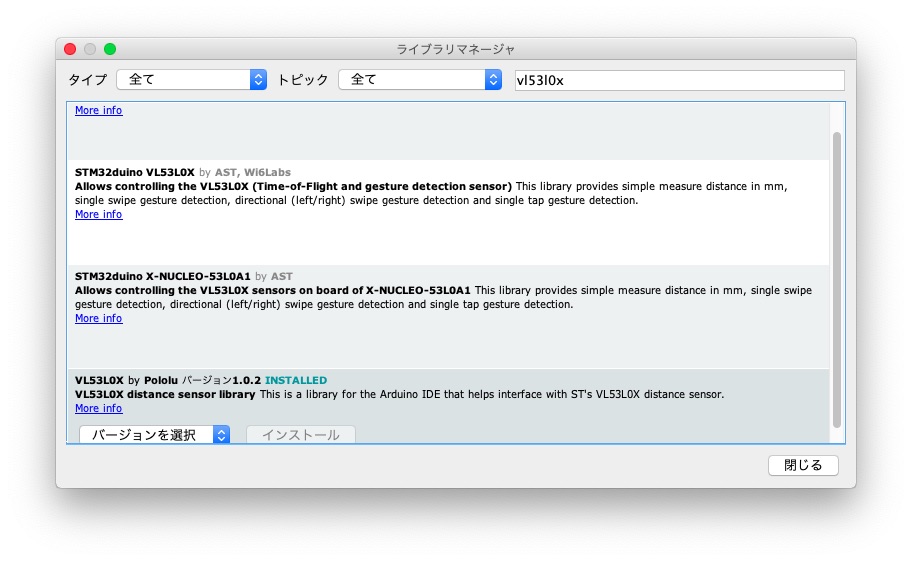 ライブラリマネージャ
タイプ 全て トピック 全て vl53l0x
More info
STM32duino VL53L0X by AST, Wi6Labs
Allows controlling the VL53L0X (Time-of-Flight and gesture detection sensor) This library provides simple measure distance in mm,
single swipe gesture detection, directional (left/right) swipe gesture detection and single tap gesture detection.
More info
STM32duino X-NUCLEO-53L0A1 by AST
Allows controlling the VL53L0X sensors on board of X-NUCLEO-53L0A1 This library provides simple measure distance in mm, single swipe
gesture detection, directional (left/right) swipe gesture detection and single tap gesture detection.
More info
VL53L0X by Pololu バージョン1.0.2 INSTALLED
VL53L0X distance sensor library This is a library for the Arduino IDE that helps interface with ST's VL53L0X distance sensor.
More info
バージョンを選択 インストール
閉じる